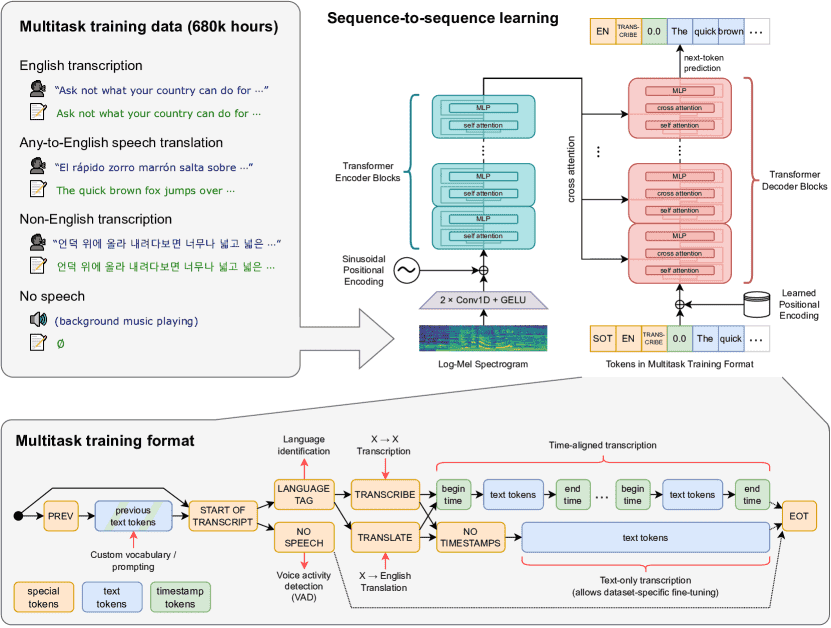 Multitask training data (680k hours)
English transcription
“Ask not what your country can do for ⋯”
Ask not what your country can do for ⋯
Any-to-English speech translation
“El rápido zorro marrón salta sobre ⋯”
The quick brown fox jumps over ⋯
Non-English transcription
“언덕 위에 올라 내려다보면 너무나 넓고 넓은 ⋯”
언덕 위에 올라 내려다보면 너무나 넓고 넓은 ⋯
No speech
(background music playing)
Ø
Sequence-to-sequence learning
EN
TRANS-
CRIBE
0.0
The
quick
brown
⋯
next-token
prediction
MLP
self attention
MLP
self attention
MLP
self attention
Transformer
Encoder Blocks
cross attention
MLP
cross attention
self attention
MLP
cross attention
self attention
MLP
cross attention
self attention
Transformer
Decoder Blocks
Sinusoidal
Positional
Encoding
2 × Conv1D + GELU
Log-Mel Spectrogram
Learned
Positional
Encoding
SOT
EN
TRANS-
CRIBE
0.0
The
quick
⋯
Tokens in Multitask Training Format
Multitask training format
Language
identification
X → X
Transcription
Time-aligned transcription
PREV
previous
text tokens
START OF
TRANSCRIPT
LANGUAGE
TAG
TRANSCRIBE
begin
time
text tokens
end
time
⋯
begin
time
text tokens
end
time
EOT
NO
SPEECH
TRANSLATE
NO
TIMESTAMPS
text tokens
Custom vocabulary /
prompting
Voice activity
detection
(VAD)
X → English
Translation
Text-only transcription
(allows dataset-specific fine-tuning)
special
tokens
text
tokens
timestamp
tokens